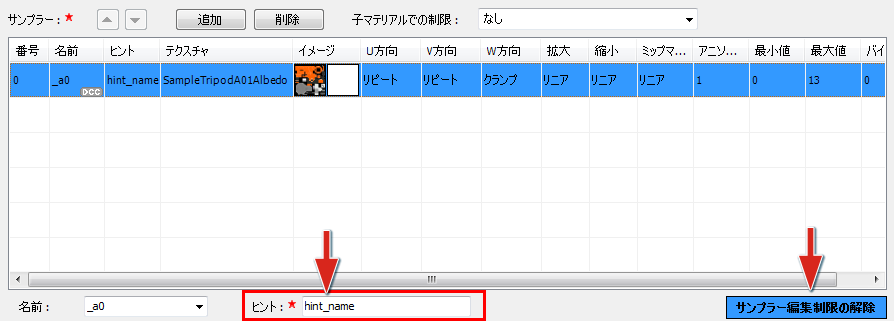 サンプラー：★ 追加 削除 子マテリアルでの制限： なし
番号 名前 ヒント テクスチャ イメージ U方向 V方向 W方向 拡大 縮小 ミップマ... アニソ... 最小値 最大値 バイ
0 _a0 DCC hint_name SampleTripodA01Albedo リピート リピート クランプ リニア リニア リニア 1 0 13 0
名前： _a0 ヒント：★ hint_name サンプラー編集制限の解除